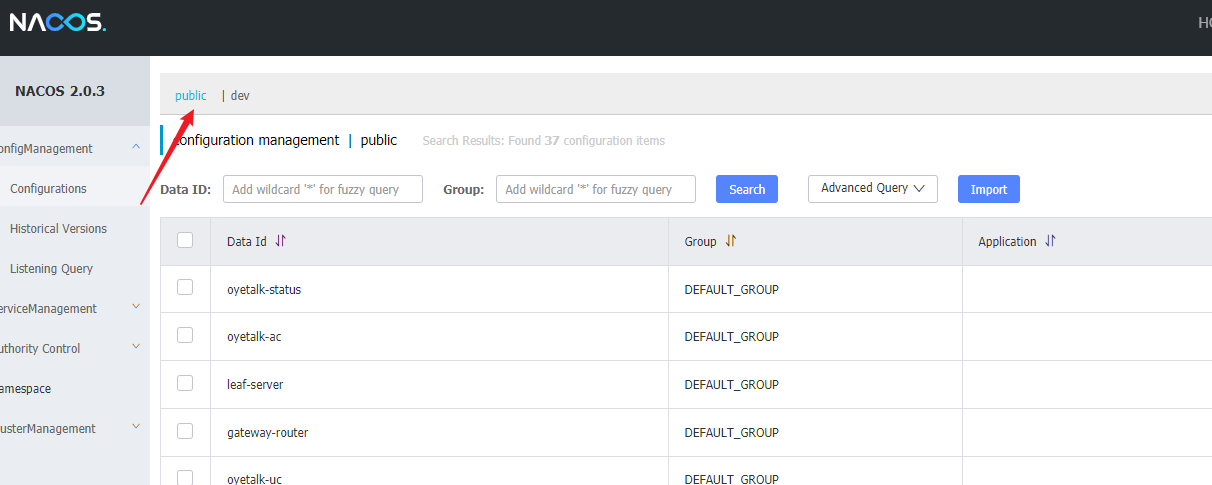 NACOS.
HO
NACOS 2.0.3
public | dev
onfigManagement
configuration management | public Search Results: Found 37 configuration items
Configurations
Data ID: Add wildcard '*' for fuzzy query Group: Add wildcard '*' for fuzzy query Search Advanced Query Import
Historical Versions
Data Id Group Application
Listening Query
oyetalk-status DEFAULT_GROUP
erviceManagement
oyetalk-ac DEFAULT_GROUP
uthority Control
leaf-server DEFAULT_GROUP
amespace
gateway-router DEFAULT_GROUP
usterManagement
oyetalk-uc DEFAULT_GROUP